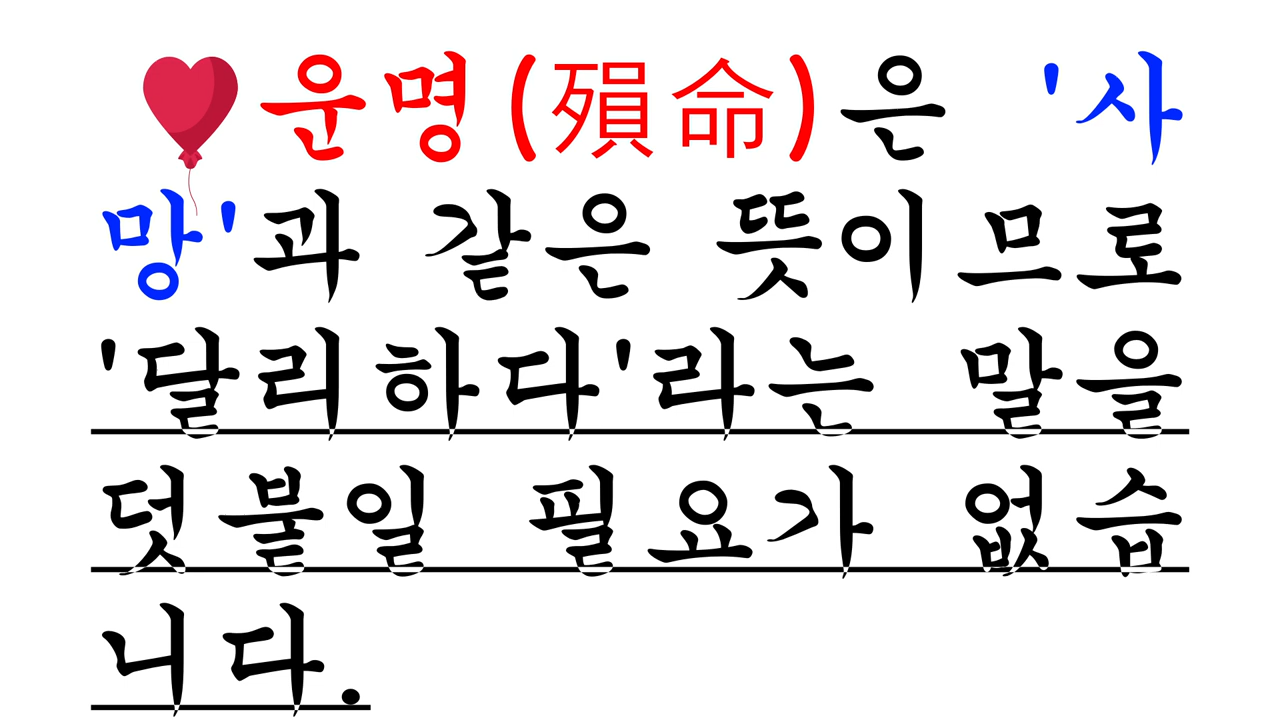 운명(殞命)은 '사
망'과 같은 뜻이므로
'달리하다'라는 말을
덧붙일 필요가 없습
니다.